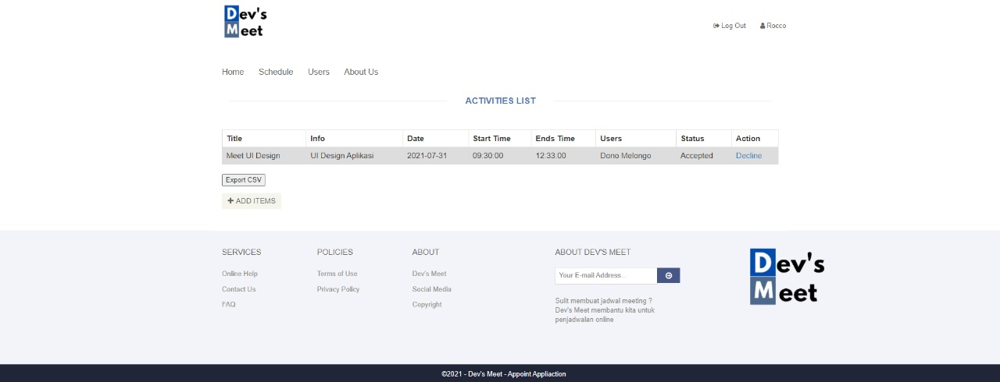 Dev's
Meet
Log Out Rocco
Home Schedule Users About Us
ACTIVITIES LIST
Title Info Date Start Time Ends Time Users Status Action
Meet UI Design UI Design Aplikasi 2021-07-31 09:30:00 12:33:00 Dono Melongo Accepted Decline
Export CSV
+ ADD ITEMS
SERVICES
Online Help
Contact Us
FAQ
POLICIES
Terms of Use
Privacy Policy
ABOUT
Dev's Meet
Social Media
Copyright
ABOUT DEV'S MEET
Your E-mail Address...
Sulit membuat jadwal meeting ?
Dev's Meet membantu kita untuk
penjadwalan online
Dev's
Meet
©2021 - Dev's Meet - Appoint Appliaction